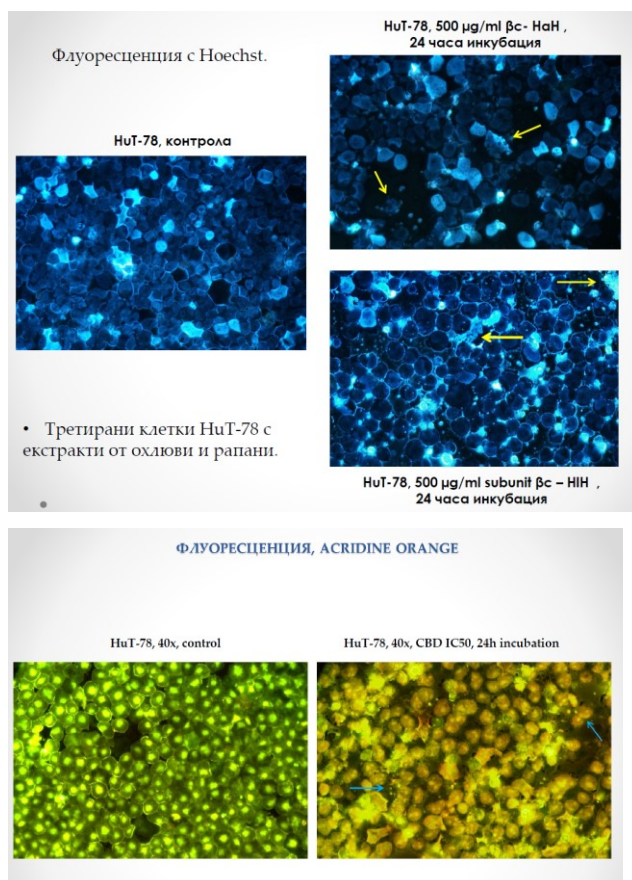 Флуоресценция с Hoechst.
HuT-78, 500 μg/ml βc- HaH ,
24 часа инкубация
HuT-78, контрола
• Третирани клетки HuT-78 с
екстракти от охлюви и рапани.
HuT-78, 500 μg/ml subunit βc – HlH ,
24 часа инкубация
ФЛУОРЕСЦЕНЦИЯ, ACRIDINE ORANGE
HuT-78, 40x, control
HuT-78, 40x, CBD IC50, 24h incubation